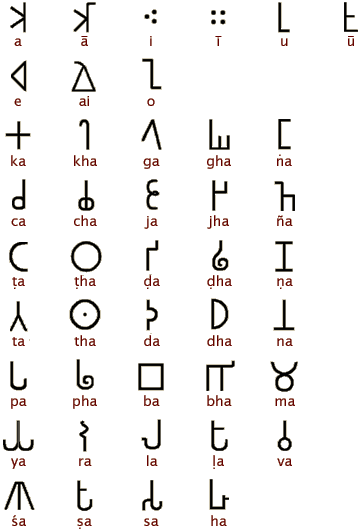 𑀅 𑀆 𑀇 𑀈 𑀉 𑀊
a ā i ī u ū
𑀏 𑀐 𑀑
e ai o
𑀓 𑀔 𑀕 𑀖 𑀗
ka kha ga gha ṅa
𑀘 𑀙 𑀚 𑀛 𑀜
ca cha ja jha ña
𑀝 𑀞 𑀟 𑀠 𑀡
ṭa ṭha ḍa ḍha ṇa
𑀢 𑀣 𑀤 𑀥 𑀦
ta tha da dha na
𑀧 𑀨 𑀩 𑀪 𑀫
pa pha ba bha ma
𑀬 𑀭 𑀮 𑀴 𑀯
ya ra la ḷa va
𑀰 𑀱 𑀲 𑀳
śa ṣa sa ha